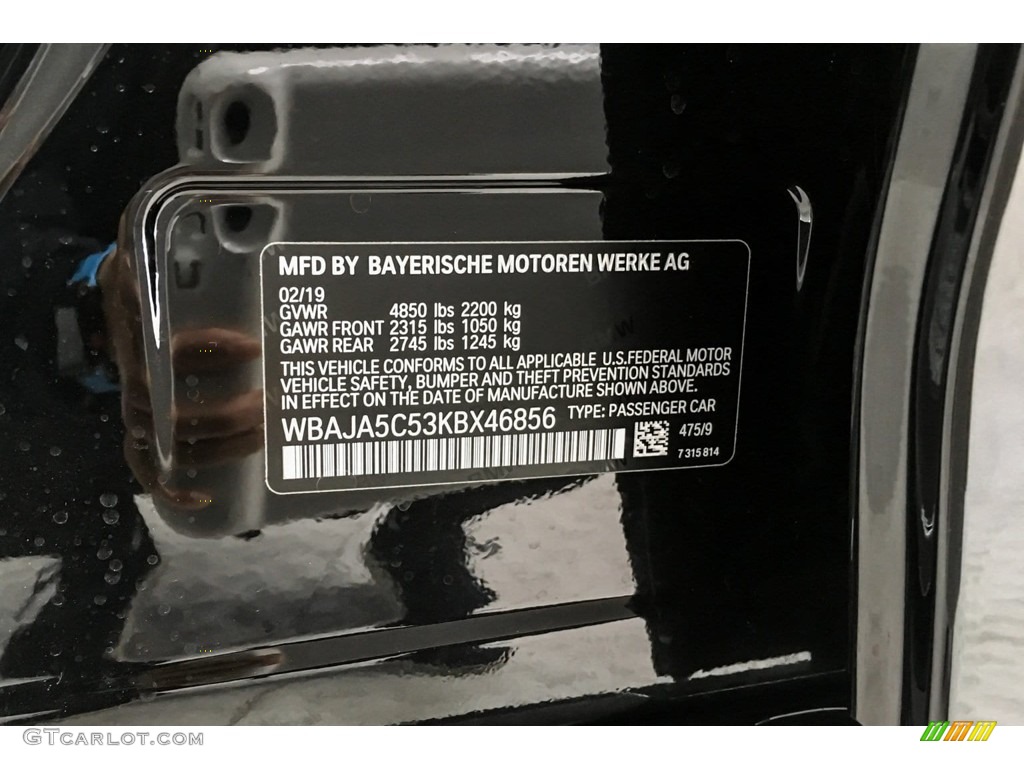 MFD BY BAYERISCHE MOTOREN WERKE AG
02/19
GVWR 4850 lbs 2200 kg
GAWR FRONT 2315 lbs 1050 kg
GAWR REAR 2745 lbs 1245 kg
THIS VEHICLE CONFORMS TO ALL APPLICABLE U.S.FEDERAL MOTOR
VEHICLE SAFETY, BUMPER AND THEFT PREVENTION STANDARDS
IN EFFECT ON THE DATE OF MANUFACTURE SHOWN ABOVE.
WBAJA5C53KBX46856 TYPE: PASSENGER CAR
475/9
7 315 814
GTcarlot.com